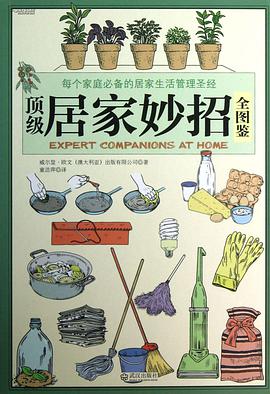 每个家庭必备的居家生活管理圣经
顶级 居家妙招 全图鉴
EXPERT COMPANIONS AT HOME
威尔显·欧文(澳大利亚)出版有限公司◎著
童洁萍◎译
武汉出版社